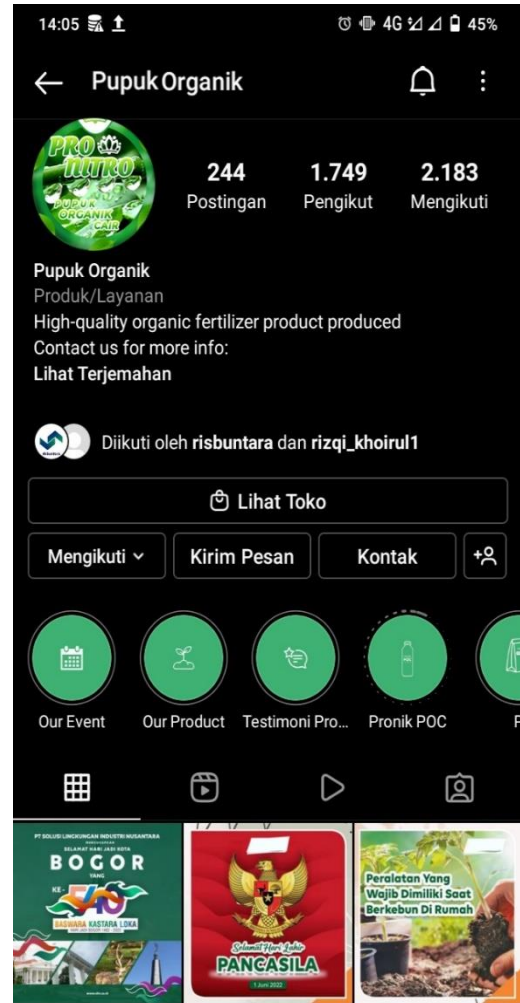 14:05 4G 45%
Pupuk Organik
PRO
NITRO
PUPUK
ORGANIK
CAIR
244 1.749 2.183
Postingan Pengikut Mengikuti
Pupuk Organik
Produk/Layanan
High-quality organic fertilizer product produced
Contact us for more info:
Lihat Terjemahan
Diikuti oleh risbuntara dan rizqi_khoirul1
Lihat Toko
Mengikuti Kirim Pesan Kontak
Our Event Our Product Testimoni Pro... Pronik POC P
PT SOLUSI LINGKUNGAN INDUSTRI NUSANTARA
SELAMAT HARI JADI KOTA
BOGOR
YANG
KE - 540
BASWARA KASTARA LOKA
Selamat Hari Lahir
PANCASILA
1 Juni 2022
Peralatan Yang
Wajib Dimiliki Saat
Berkebun Di Rumah